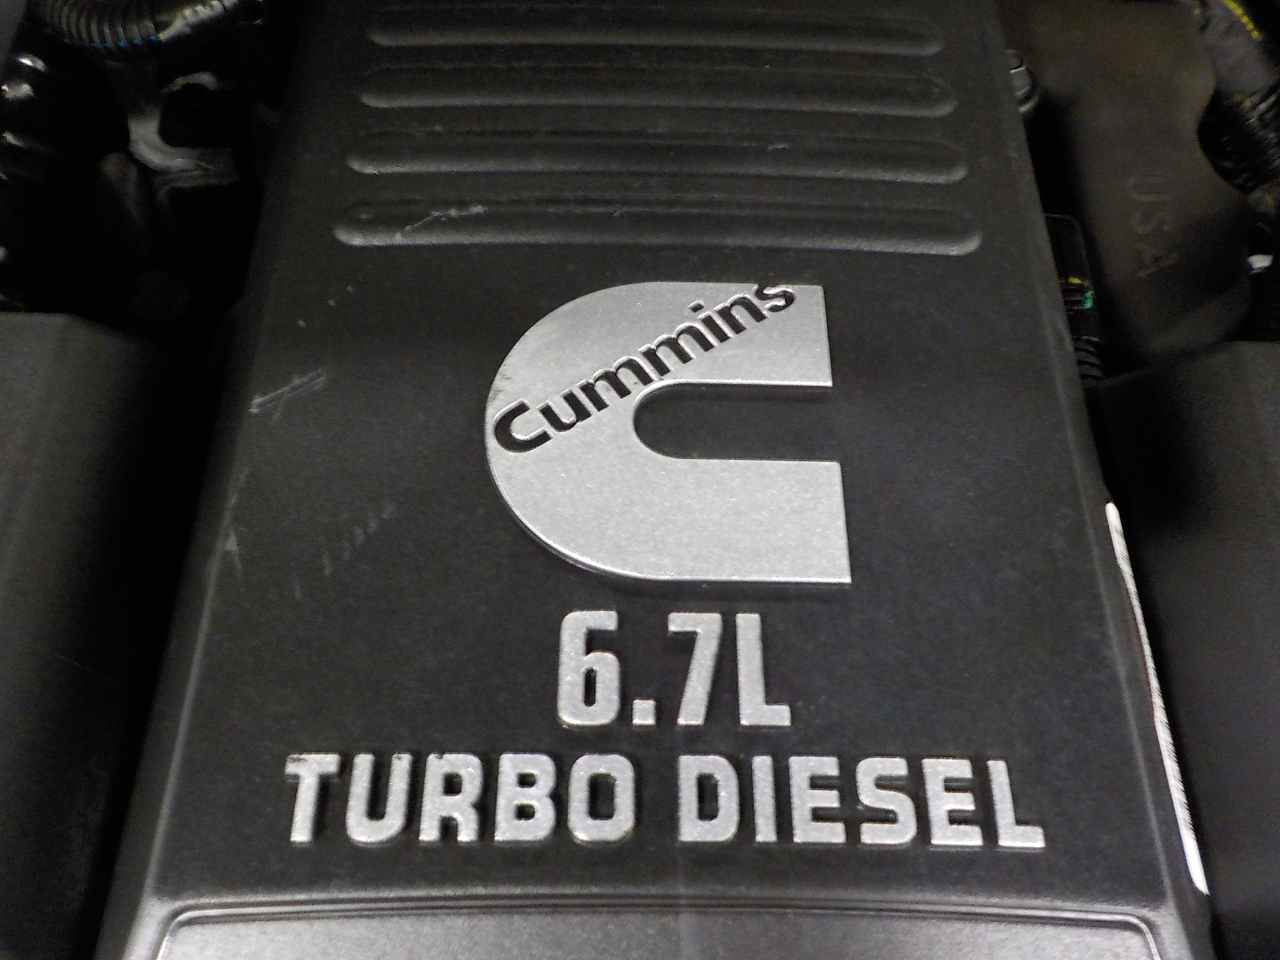 USA
Cummins
6.7L
TURBO DIESEL